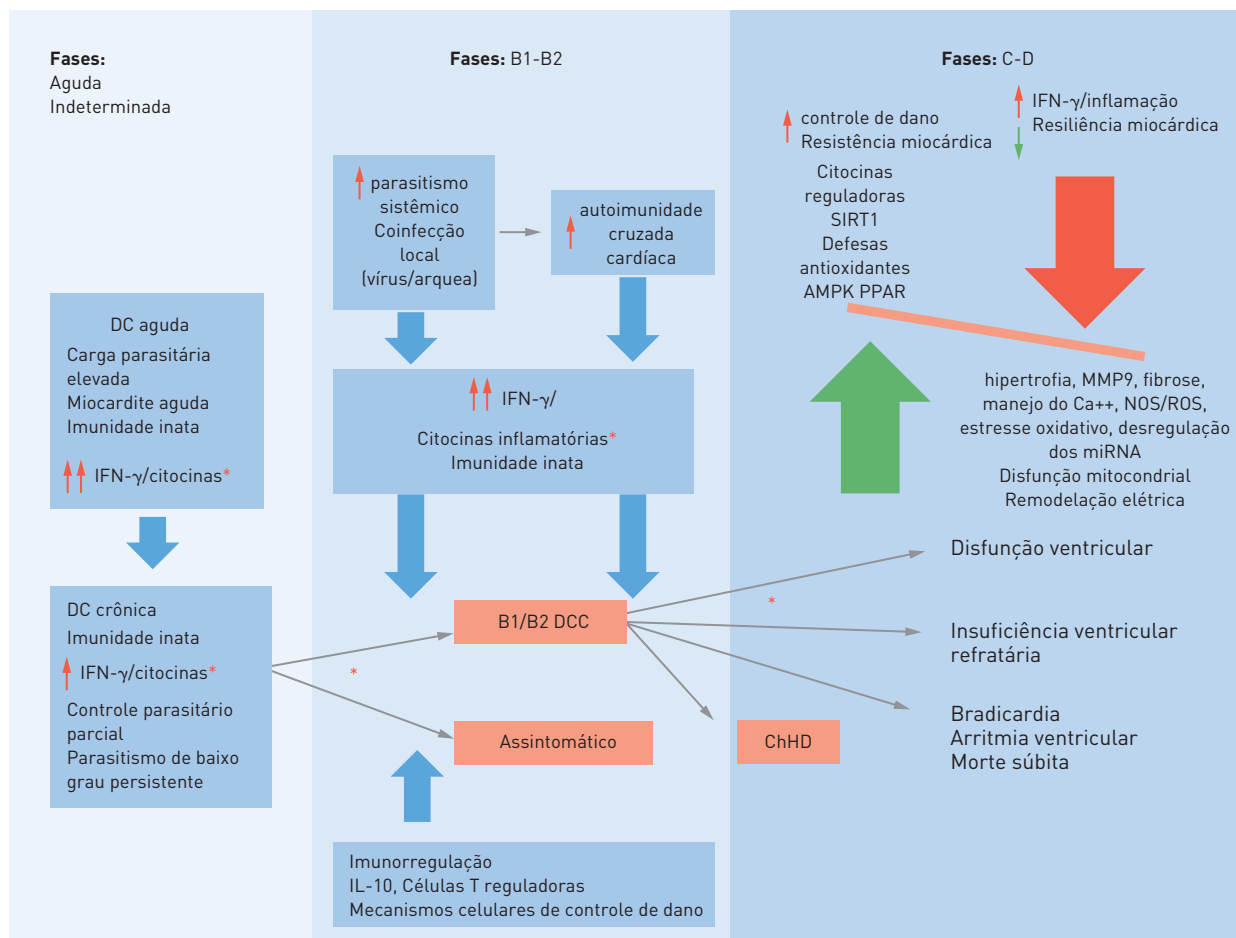 Fases:
Aguda
Indeterminada
DC aguda
Carga parasitária
elevada
Miocardite aguda
Imunidade inata
IFN-γ/citocinas*
DC crônica
Imunidade inata
IFN-γ/citocinas*
Controle parasitário
parcial
Parasitismo de baixo
grau persistente
Fases: B1-B2
parasitismo
sistêmico
Coinfecção
local
(vírus/arquea)
autoimunidade
cruzada
cardíaca
IFN-γ/
Citocinas inflamatórias*
Imunidade inata
*
B1/B2 DCC
Assintomático
Imunorregulação
IL-10, Células T reguladoras
Mecanismos celulares de controle de dano
Fases: C-D
controle de dano
Resistência miocárdica
Citocinas
reguladoras
SIRT1
Defesas
antioxidantes
AMPK PPAR
IFN-γ/inflamação
Resiliência miocárdica
hipertrofia, MMP9, fibrose,
manejo do Ca++, NOS/ROS,
estresse oxidativo, desregulação
dos miRNA
Disfunção mitocondrial
Remodelação elétrica
*
Disfunção ventricular
Insuficiência ventricular
refratária
Bradicardia
Arritmia ventricular
Morte súbita
ChHD